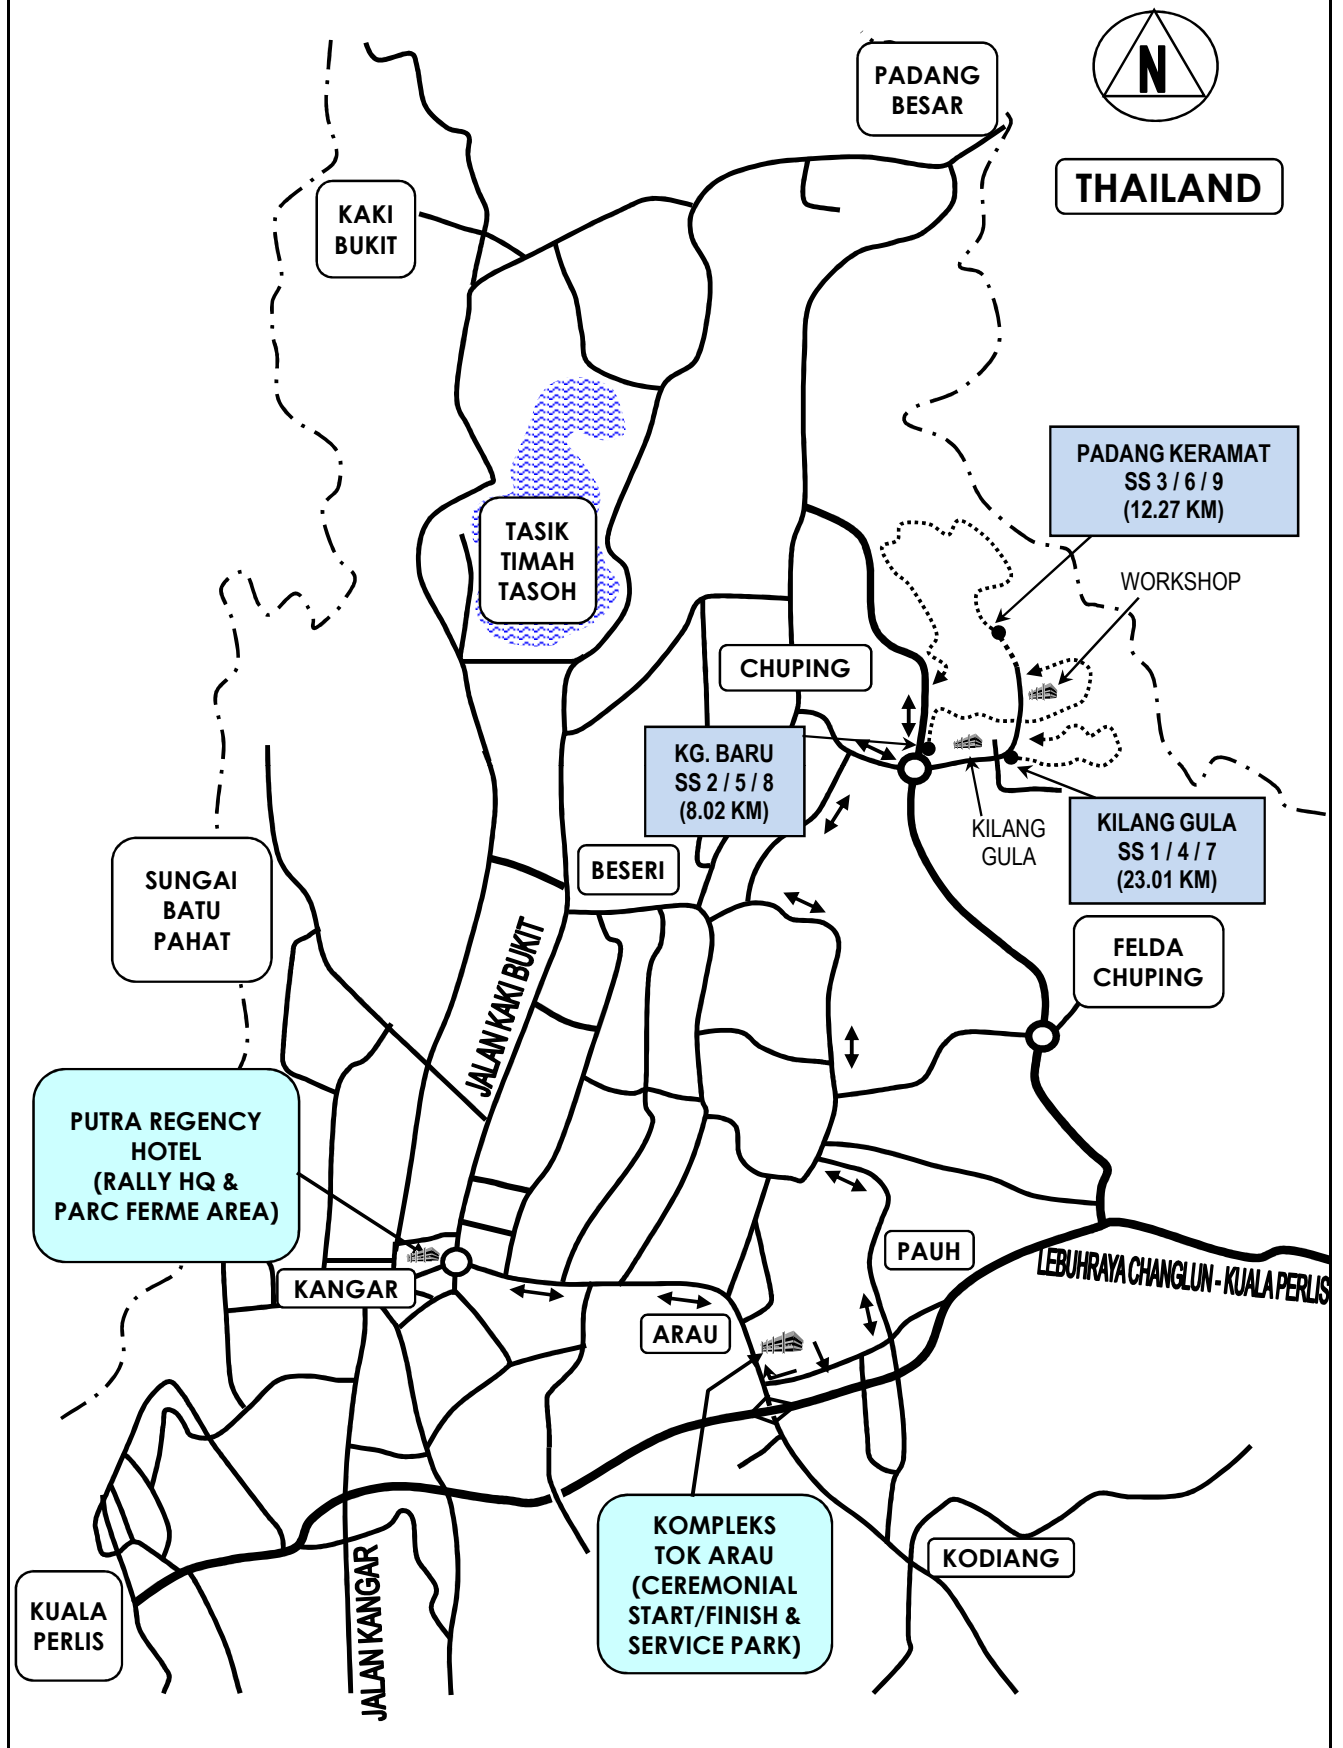 PADANG
BESAR
N
THAILAND
KAKI
BUKIT
PADANG KERAMAT
SS 3 / 6 / 9
(12.27 KM)
TASIK
TIMAH
TASOH
WORKSHOP
CHUPING
KG. BARU
SS 2 / 5 / 8
(8.02 KM)
KILANG
GULA
KILANG GULA
SS 1 / 4 / 7
(23.01 KM)
SUNGAI
BATU
PAHAT
BESERI
FELDA
CHUPING
JALAN KAKI BUKIT
PUTRA REGENCY
HOTEL
(RALLY HQ &
PARC FERME AREA)
PAUH
LEBUHRAYA CHANGLUN - KUALA PERLIS
KANGAR
ARAU
KOMPLEKS
TOK ARAU
(CEREMONIAL
START/FINISH &
SERVICE PARK)
KODIANG
KUALA
PERLIS
JALAN KANGAR